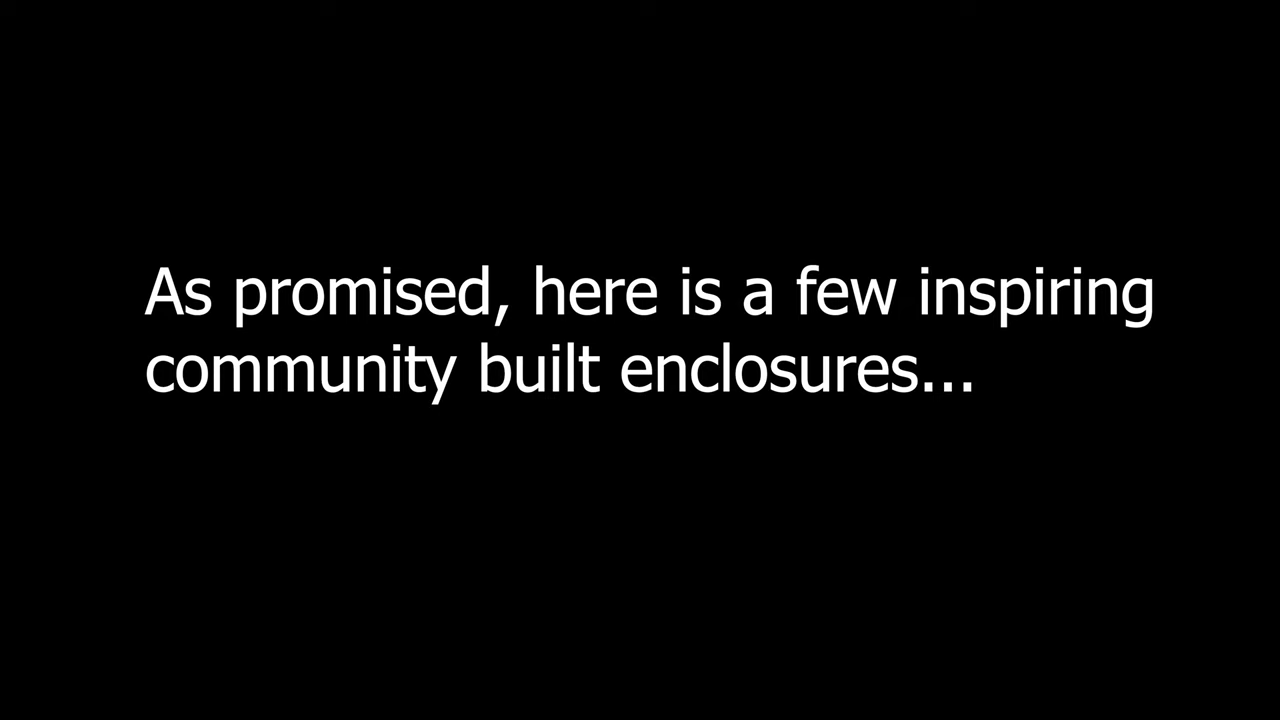 As promised, here is a few inspiring
community built enclosures...